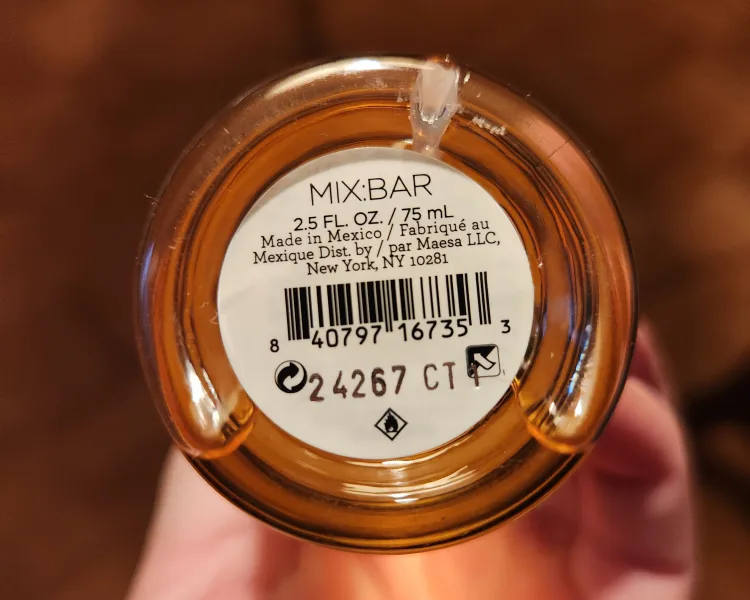 MIX:BAR
2.5 FL. OZ. / 75 mL
Made in Mexico / Fabriqué au
Mexique Dist. by / par Maesa LLC,
New York, NY 10281
8 40797 16735 3
24267 CT1